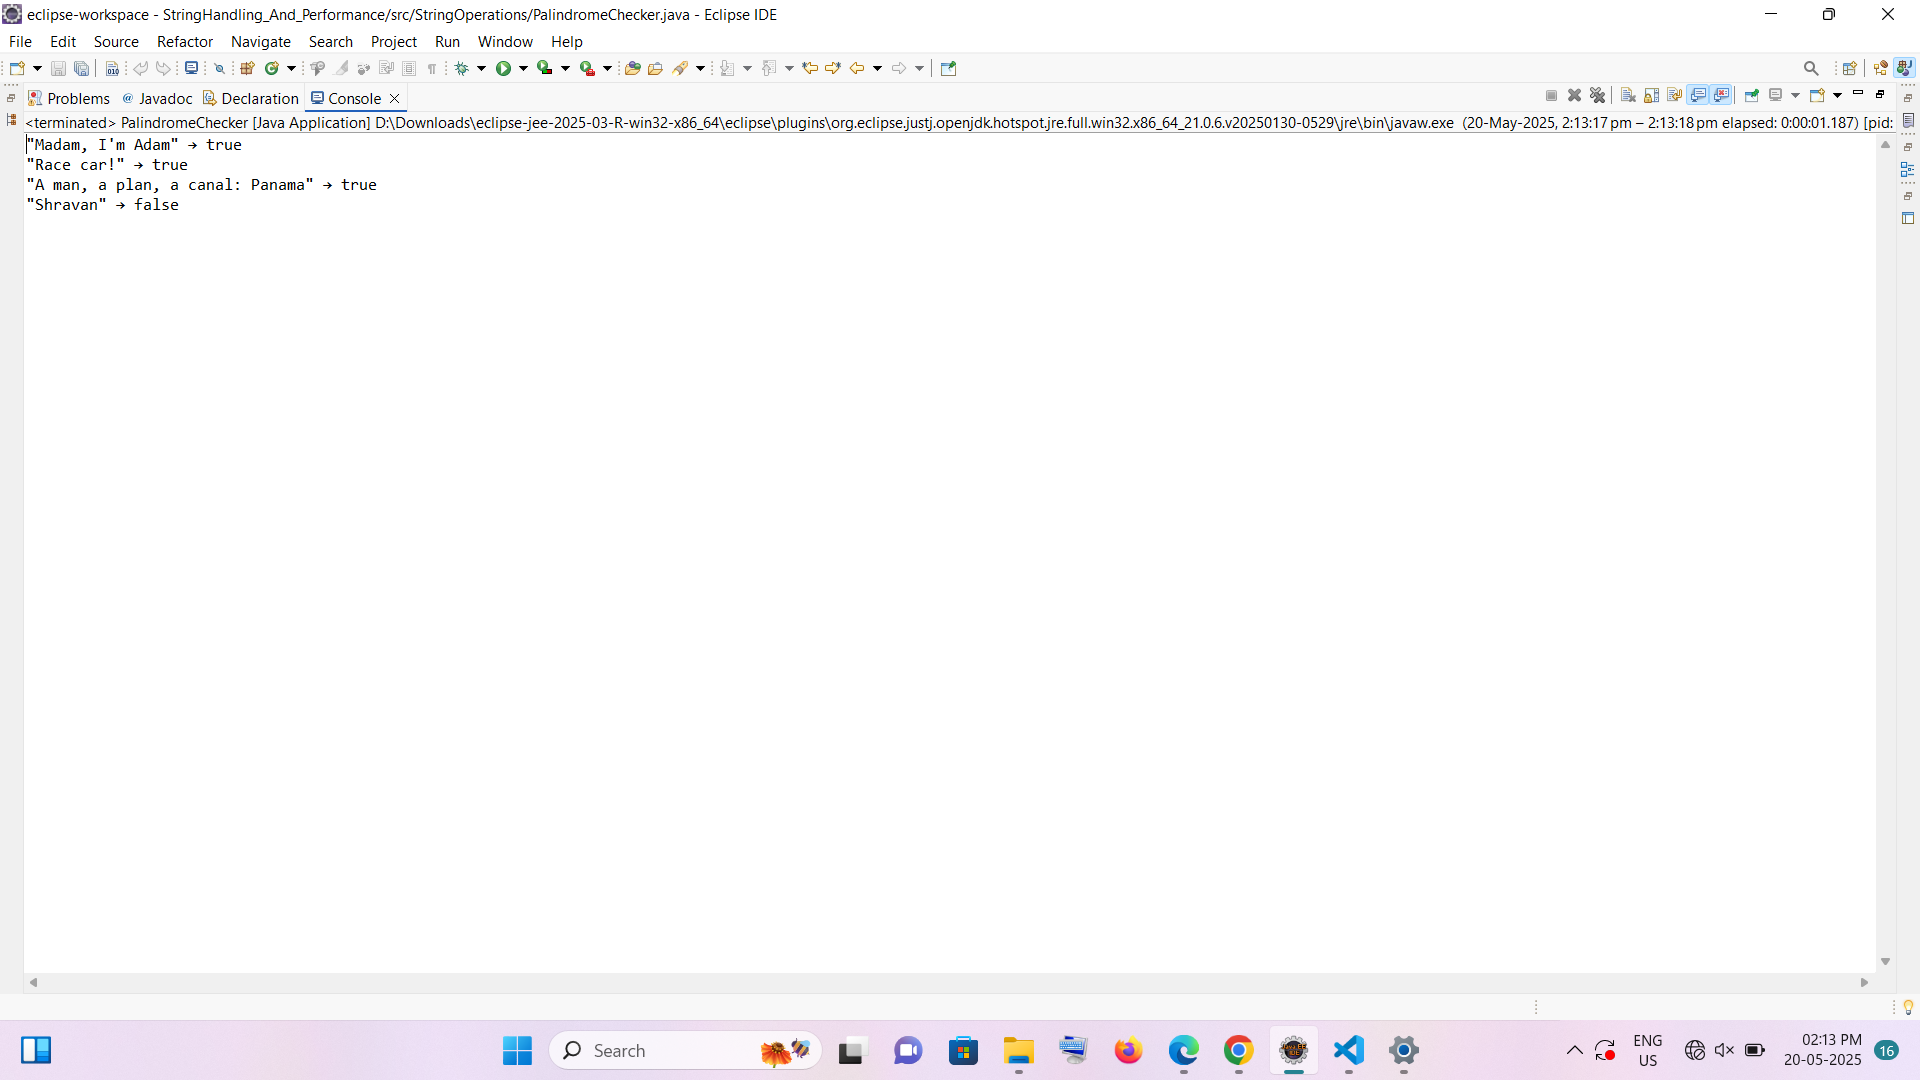 eclipse-workspace - StringHandling_And_Performance/src/StringOperations/PalindromeChecker.java - Eclipse IDE
File Edit Source Refactor Navigate Search Project Run Window Help
Problems Javadoc Declaration Console
<terminated> PalindromeChecker [Java Application] D:\Downloads\eclipse-jee-2025-03-R-win32-x86_64\eclipse\plugins\org.eclipse.justj.openjdk.hotspot.jre.full.win32.x86_64_21.0.6.v20250130-0529\jre\bin\javaw.exe (20-May-2025, 2:13:17 pm – 2:13:18 pm elapsed: 0:00:01.187) [pid:
"Madam, I'm Adam" → true
"Race car!" → true
"A man, a plan, a canal: Panama" → true
"Shravan" → false
Search
ENG
US
02:13 PM
20-05-2025
16